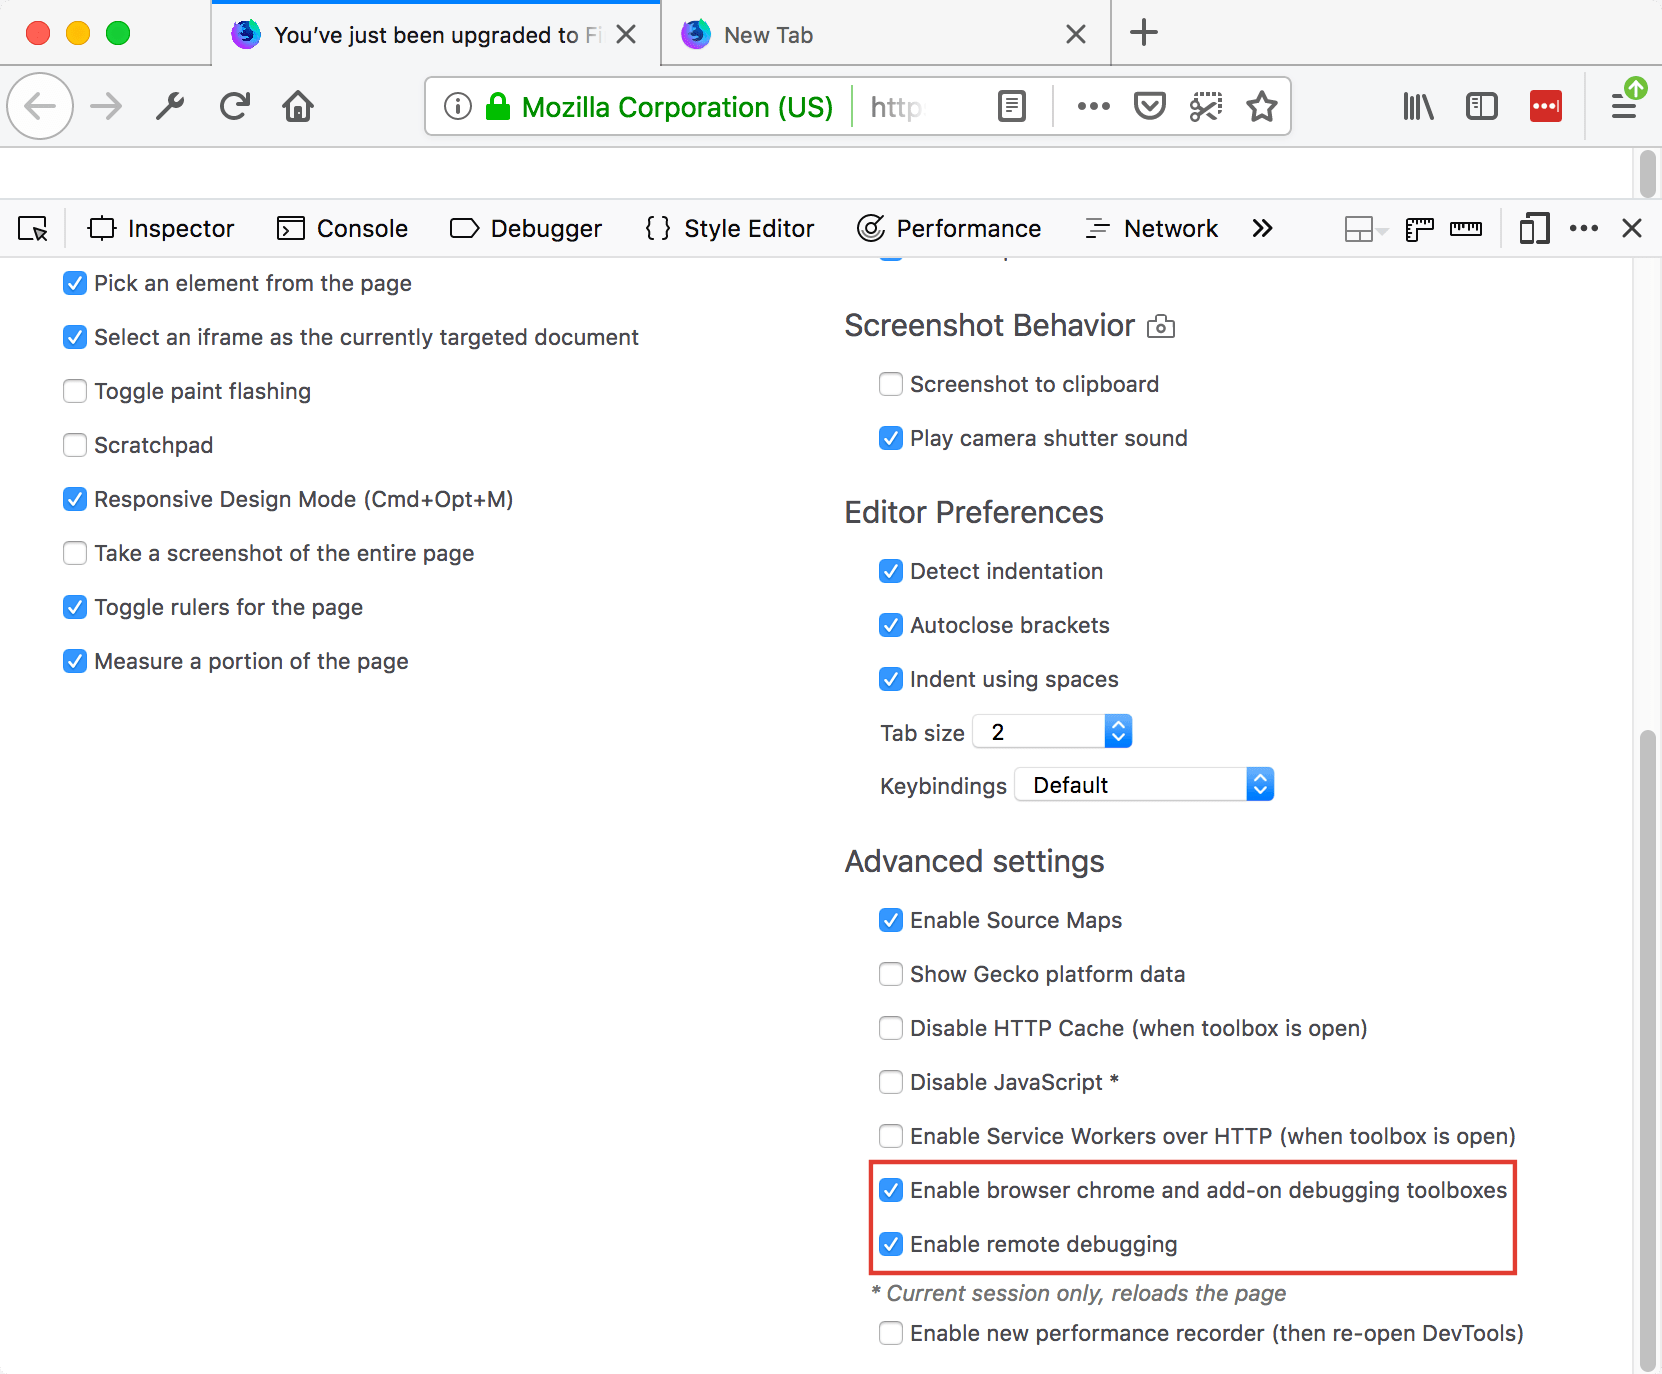 You’ve just been upgraded to Fi
New Tab
Mozilla Corporation (US)
http
Inspector
Console
Debugger
Style Editor
Performance
Network
Pick an element from the page
Select an iframe as the currently targeted document
Toggle paint flashing
Scratchpad
Responsive Design Mode (Cmd+Opt+M)
Take a screenshot of the entire page
Toggle rulers for the page
Measure a portion of the page
Screenshot Behavior
Screenshot to clipboard
Play camera shutter sound
Editor Preferences
Detect indentation
Autoclose brackets
Indent using spaces
Tab size 2
Keybindings Default
Advanced settings
Enable Source Maps
Show Gecko platform data
Disable HTTP Cache (when toolbox is open)
Disable JavaScript *
Enable Service Workers over HTTP (when toolbox is open)
Enable browser chrome and add-on debugging toolboxes
Enable remote debugging
* Current session only, reloads the page
Enable new performance recorder (then re-open DevTools)